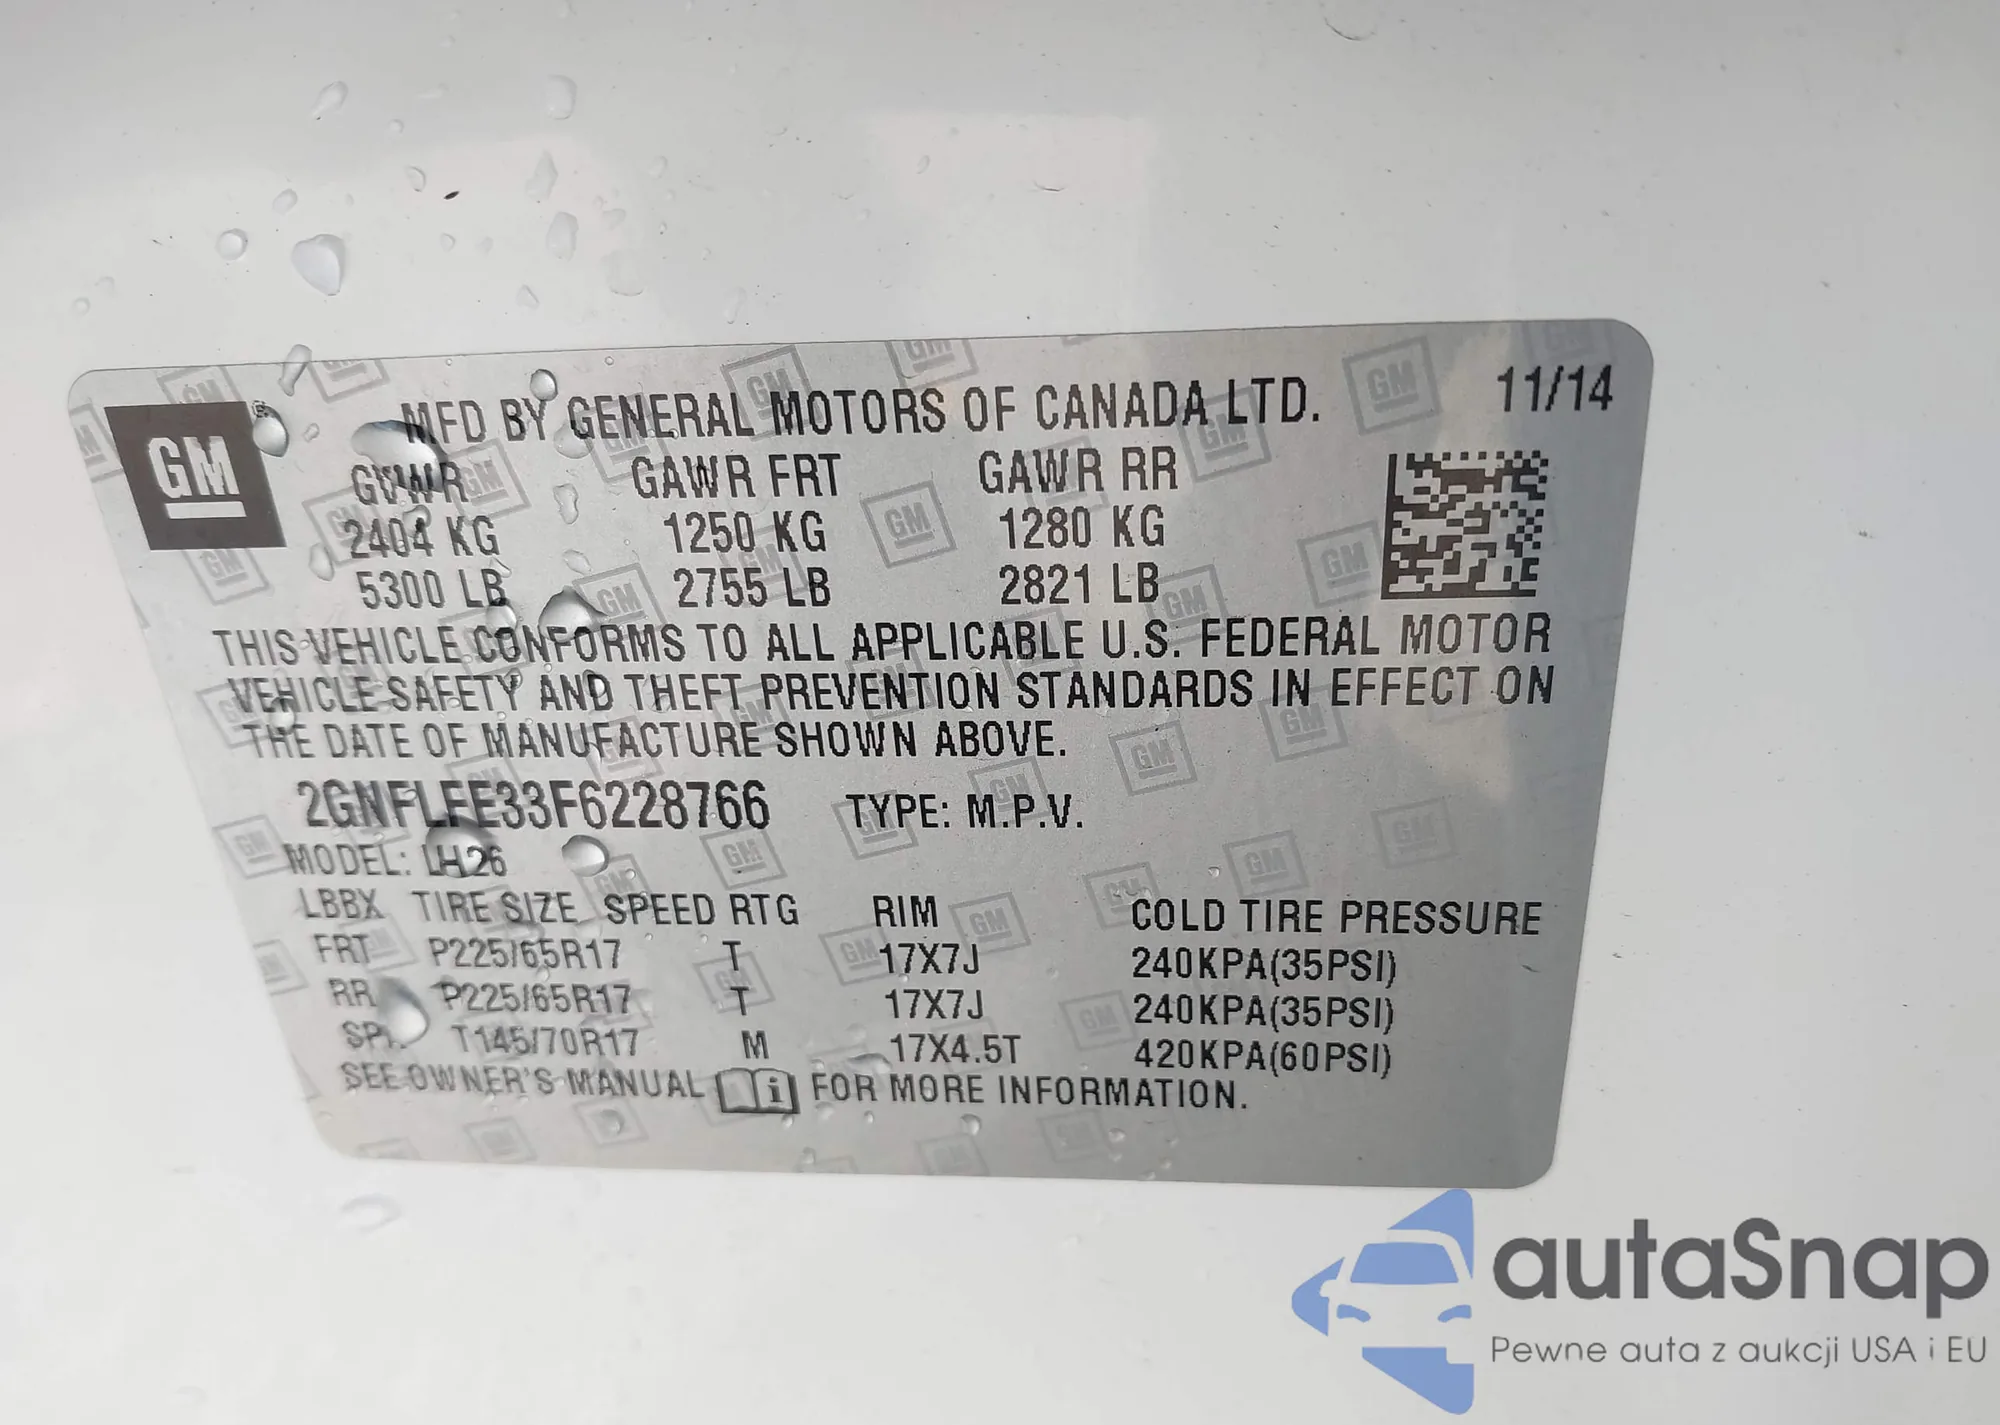 GM
MFD BY GENERAL MOTORS OF CANADA LTD. 11/14
GVWR GAWR FRT GAWR RR
2404 KG 1250 KG 1280 KG
5300 LB 2755 LB 2821 LB
THIS VEHICLE CONFORMS TO ALL APPLICABLE U.S. FEDERAL MOTOR
VEHICLE SAFETY AND THEFT PREVENTION STANDARDS IN EFFECT ON
THE DATE OF MANUFACTURE SHOWN ABOVE.
2GNFLFE33F6228766 TYPE: M.P.V.
MODEL: LH26
LBBX TIRE SIZE SPEED RTG RIM COLD TIRE PRESSURE
FRT P225/65R17 T 17X7J 240KPA(35PSI)
RR P225/65R17 T 17X7J 240KPA(35PSI)
T145/70R17 M 17X4.5T 420KPA(60PSI)
SEE OWNER'S MANUAL FOR MORE INFORMATION.
autaSnap
Pewne auta z aukcji USA i EU